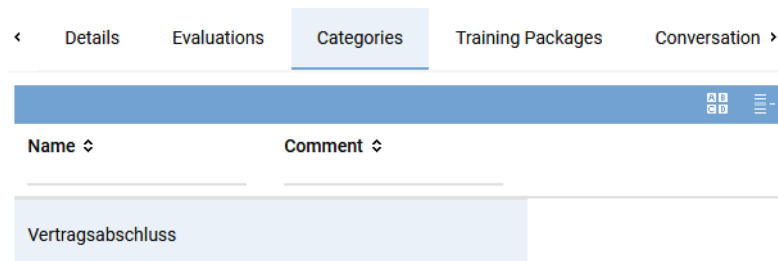 Details Evaluations Categories Training Packages Conversation
A B
C D
Name Comment
Vertragsabschluss